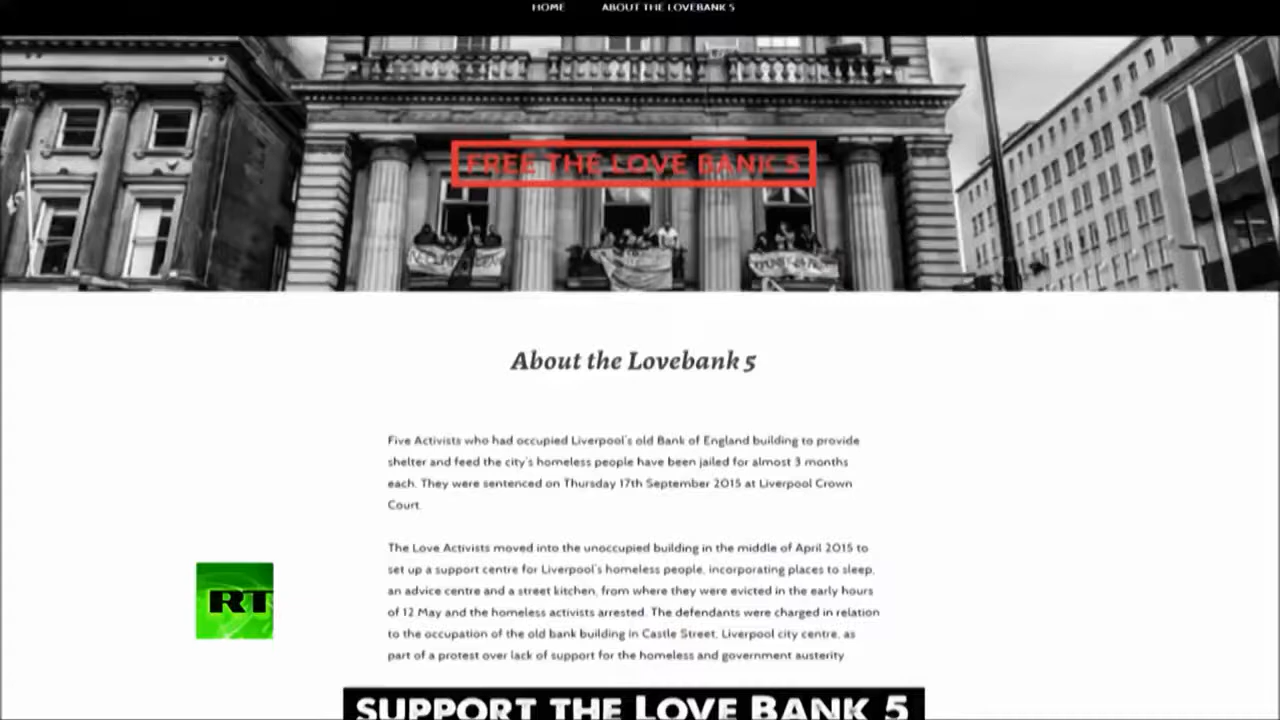 HOME ABOUT THE LOVEBANK 5
FREE THE LOVE BANK 5
About the Lovebank 5
Five Activists who had occupied Liverpool's old Bank of England building to provide
shelter and feed the city's homeless people have been jailed for almost 3 months
each. They were sentenced on Thursday 17th September 2015 at Liverpool Crown
Court.
The Love Activists moved into the unoccupied building in the middle of April 2015 to
set up a support centre for Liverpool's homeless people, incorporating places to sleep,
an advice centre and a street kitchen, from where they were evicted in the early hours
of 12 May and the homeless activists arrested. The defendants were charged in relation
to the occupation of the old bank building in Castle Street, Liverpool city centre, as
part of a protest over lack of support for the homeless and government austerity
RT
SUPPORT THE LOVE BANK 5